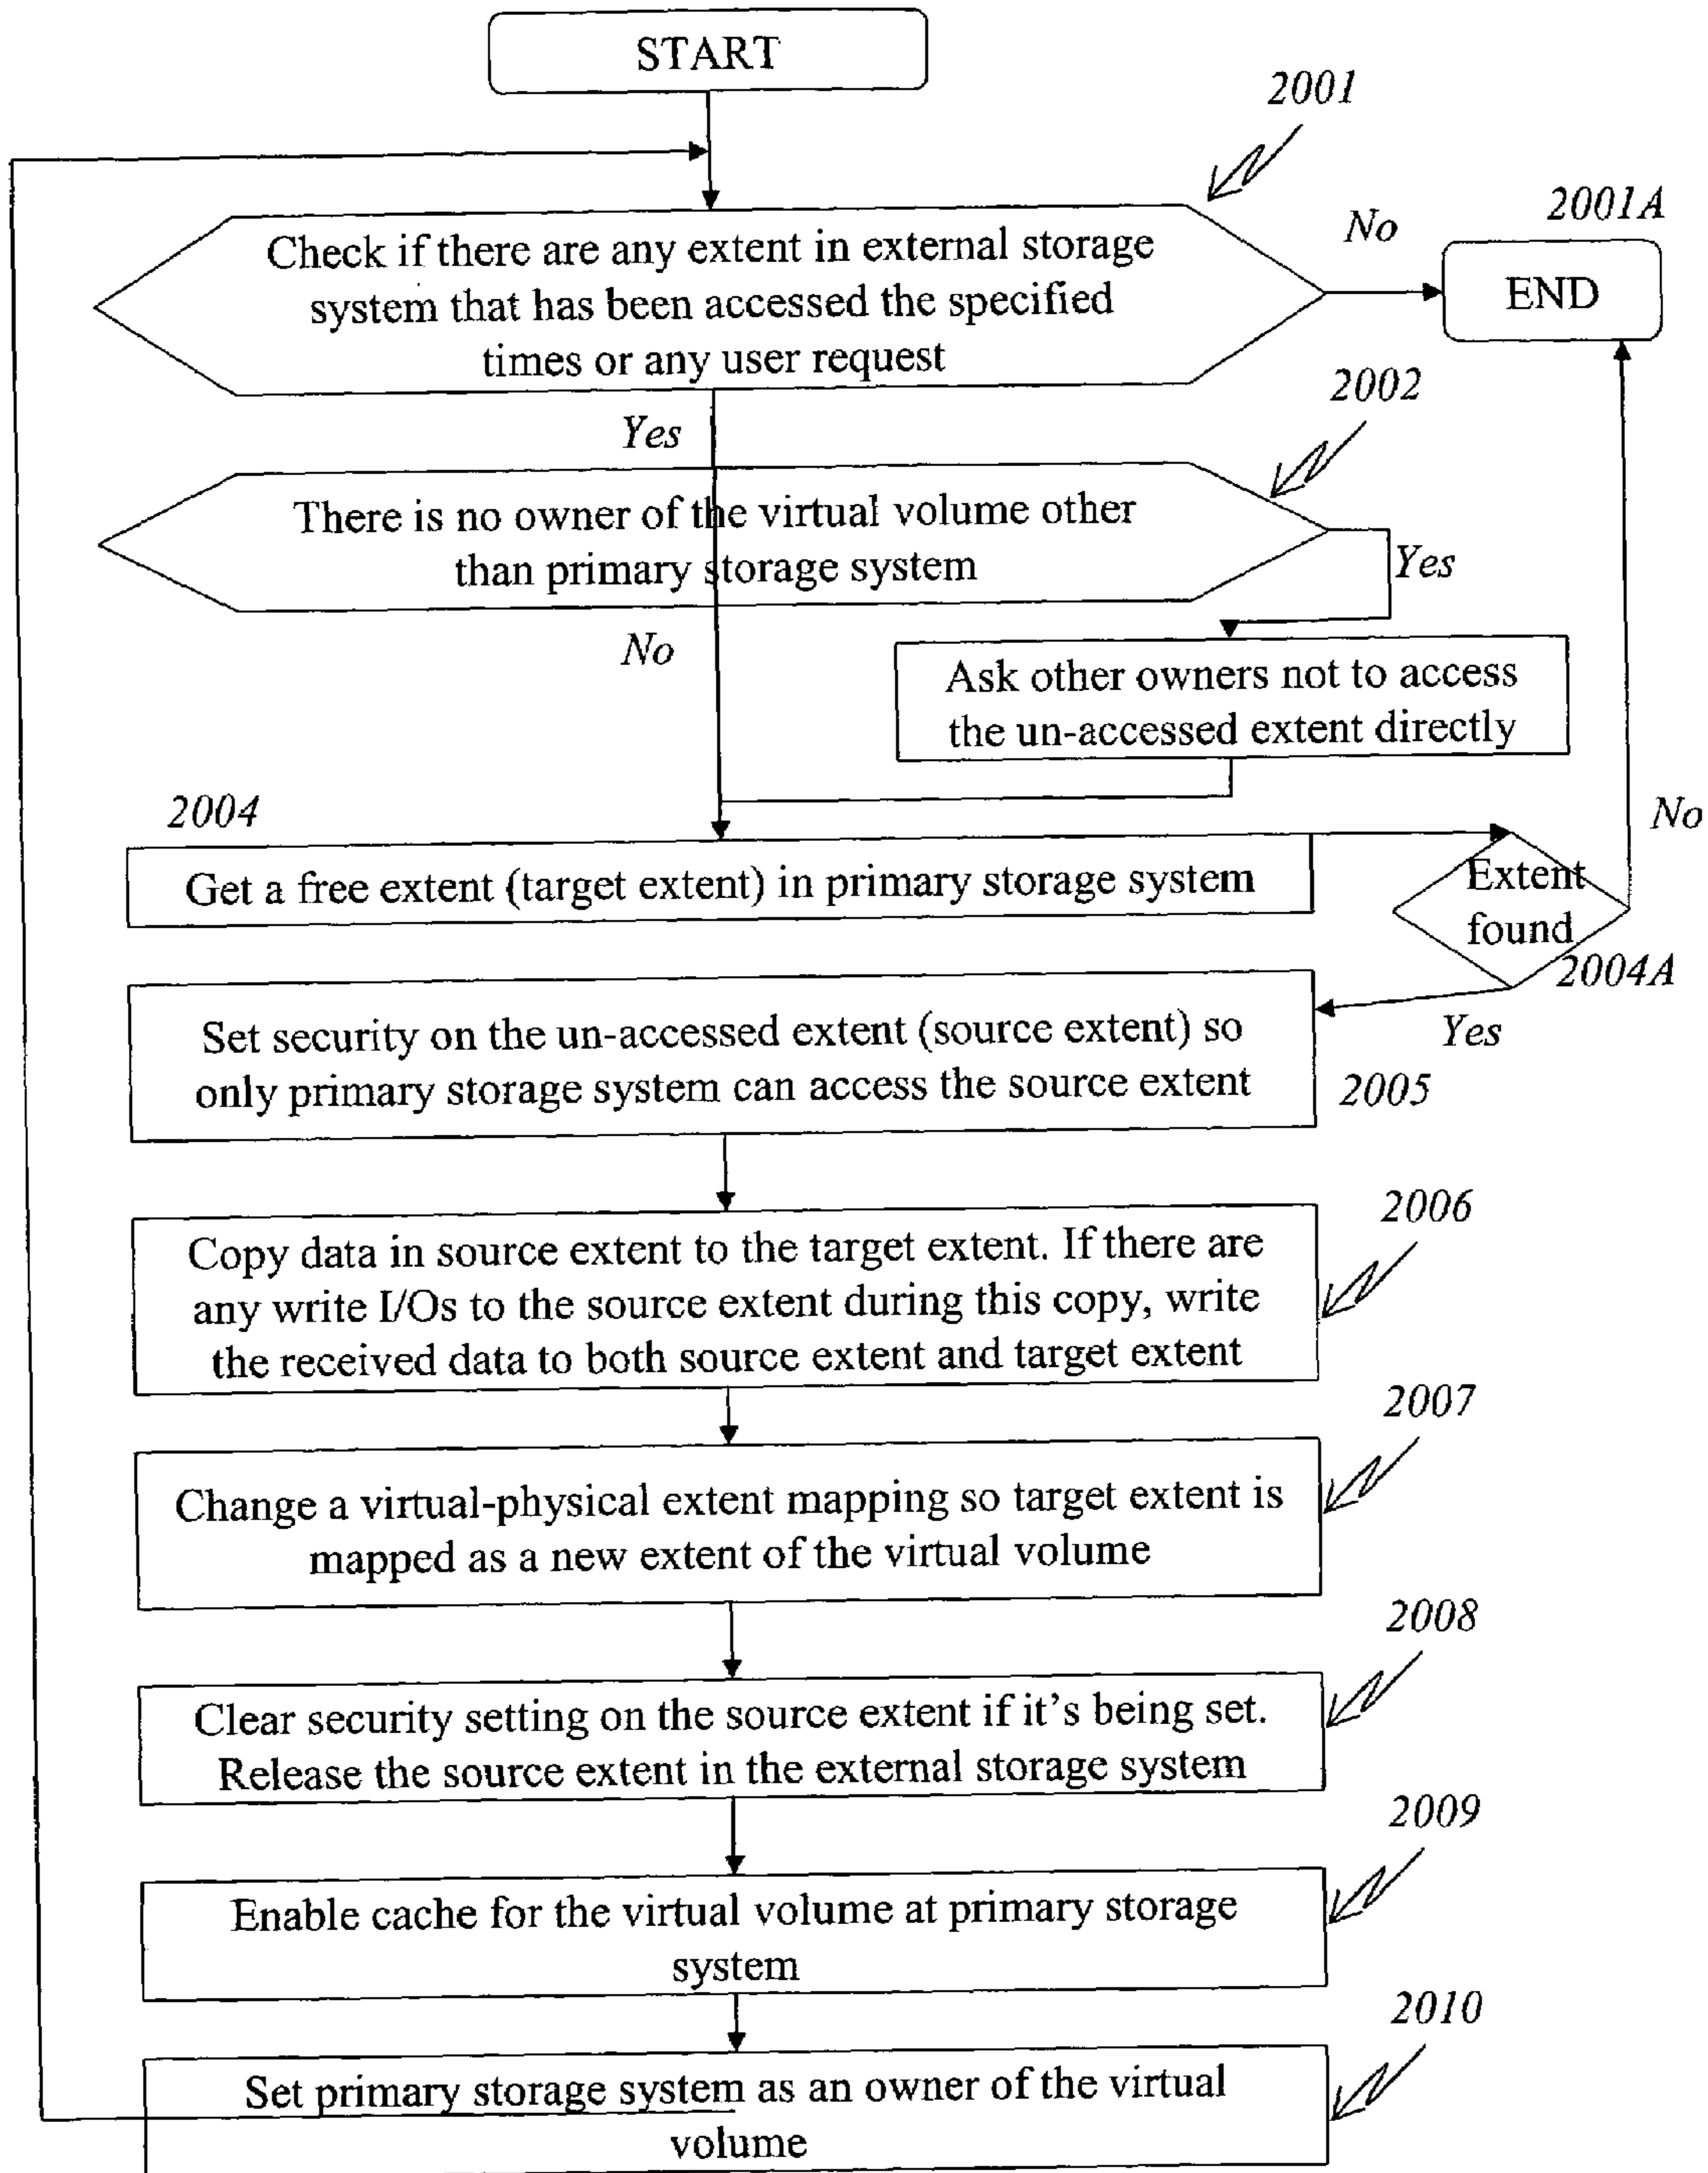 START
2001
Check if there are any extent in external storage
system that has been accessed the specified
times or any user request
No
2001A
END
Yes
2002
There is no owner of the virtual volume other
than primary storage system
Yes
No
Ask other owners not to access
the un-accessed extent directly
2004
Get a free extent (target extent) in primary storage system
Extent
found
No
2004A
Yes
Set security on the un-accessed extent (source extent) so
only primary storage system can access the source extent
2005
2006
Copy data in source extent to the target extent. If there are
any write I/Os to the source extent during this copy, write
the received data to both source extent and target extent
2007
Change a virtual-physical extent mapping so target extent is
mapped as a new extent of the virtual volume
2008
Clear security setting on the source extent if it's being set.
Release the source extent in the external storage system
2009
Enable cache for the virtual volume at primary storage
system
2010
Set primary storage system as an owner of the virtual
volume